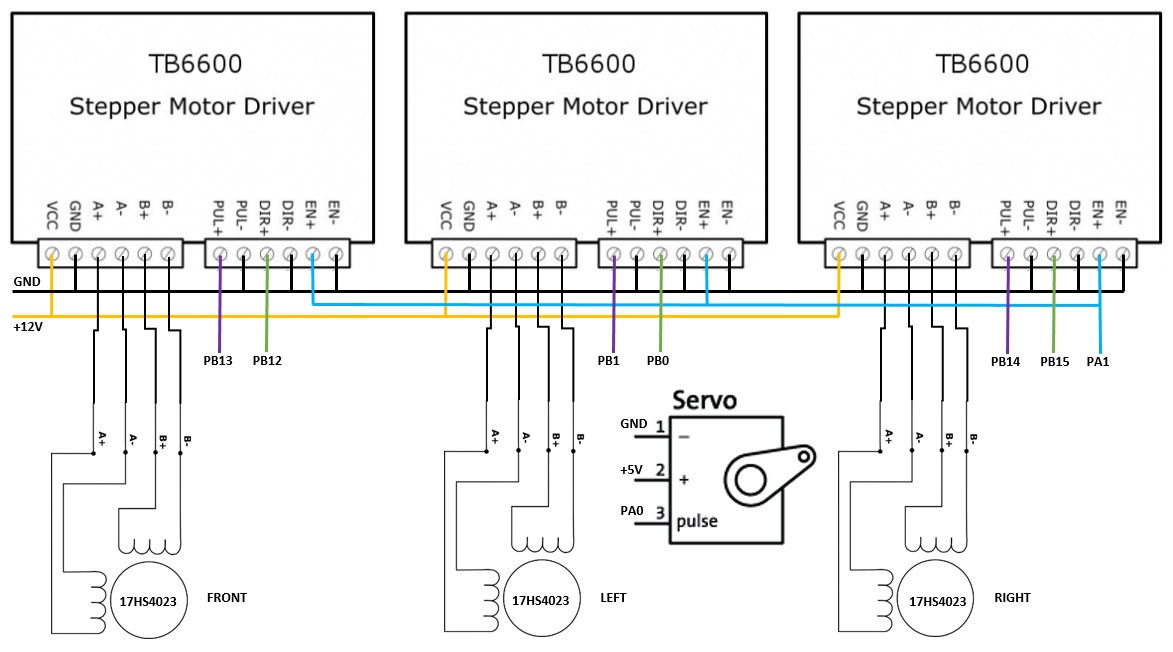 TB6600
Stepper Motor Driver
VCC GND A+ A- B+ B- PUL+ PUL- DIR+ DIR- EN+ EN-
TB6600
Stepper Motor Driver
VCC GND A+ A- B+ B- PUL+ PUL- DIR+ DIR- EN+ EN-
TB6600
Stepper Motor Driver
VCC GND A+ A- B+ B- PUL+ PUL- DIR+ DIR- EN+ EN-
GND
+12V
PB13 PB12
PB1 PB0
PB14 PB15 PA1
A+ A- B+ B-
17HS4023
FRONT
A+ A- B+ B-
17HS4023
LEFT
Servo
GND 1 −
+5V 2 +
PA0 3 pulse
A+ A- B+ B-
17HS4023
RIGHT